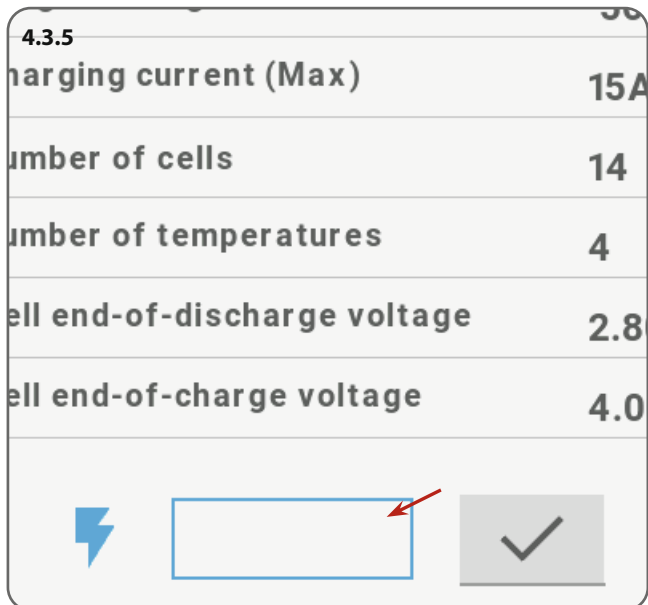 4.3.5
harging current (Max) 15A
umber of cells 14
umber of temperatures 4
ell end-of-discharge voltage 2.8
ell end-of-charge voltage 4.0